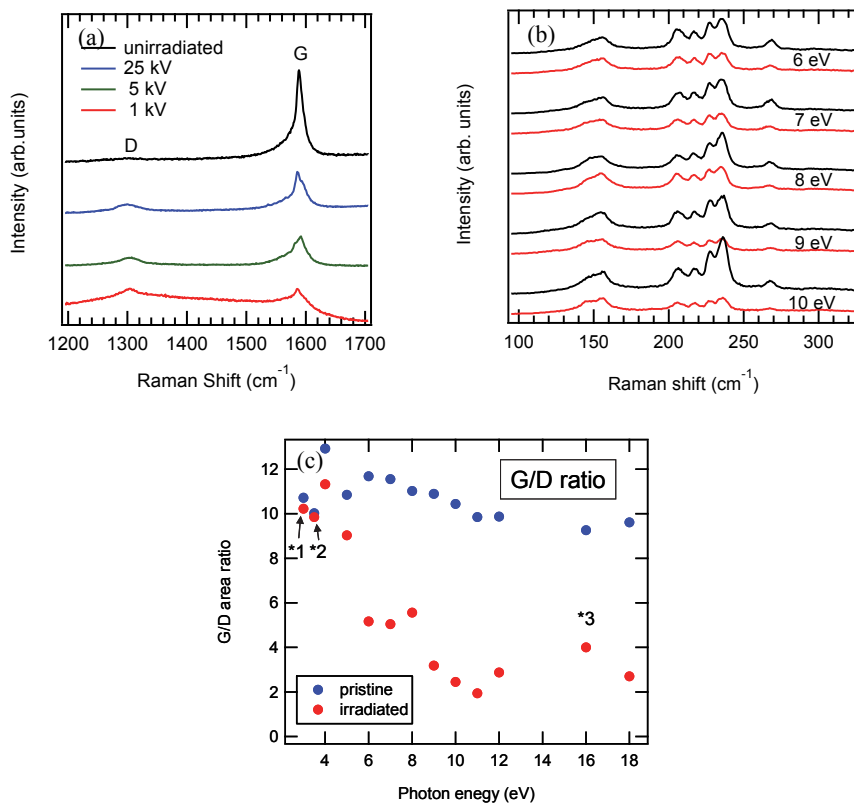 (a)
unirradiated
25 kV
5 kV
1 kV
G
D
Intensity (arb.units)
1200 1300 1400 1500 1600 1700
Raman Shift (cm⁻¹)
(b)
6 eV
7 eV
8 eV
9 eV
10 eV
Intensity (arb. units)
100 150 200 250 300
Raman shift (cm⁻¹)
(c)
G/D ratio
12
10
8
6
4
2
0
*1
*2
*3
pristine
irradiated
G/D area ratio
4 6 8 10 12 14 16 18
Photon enegy (eV)